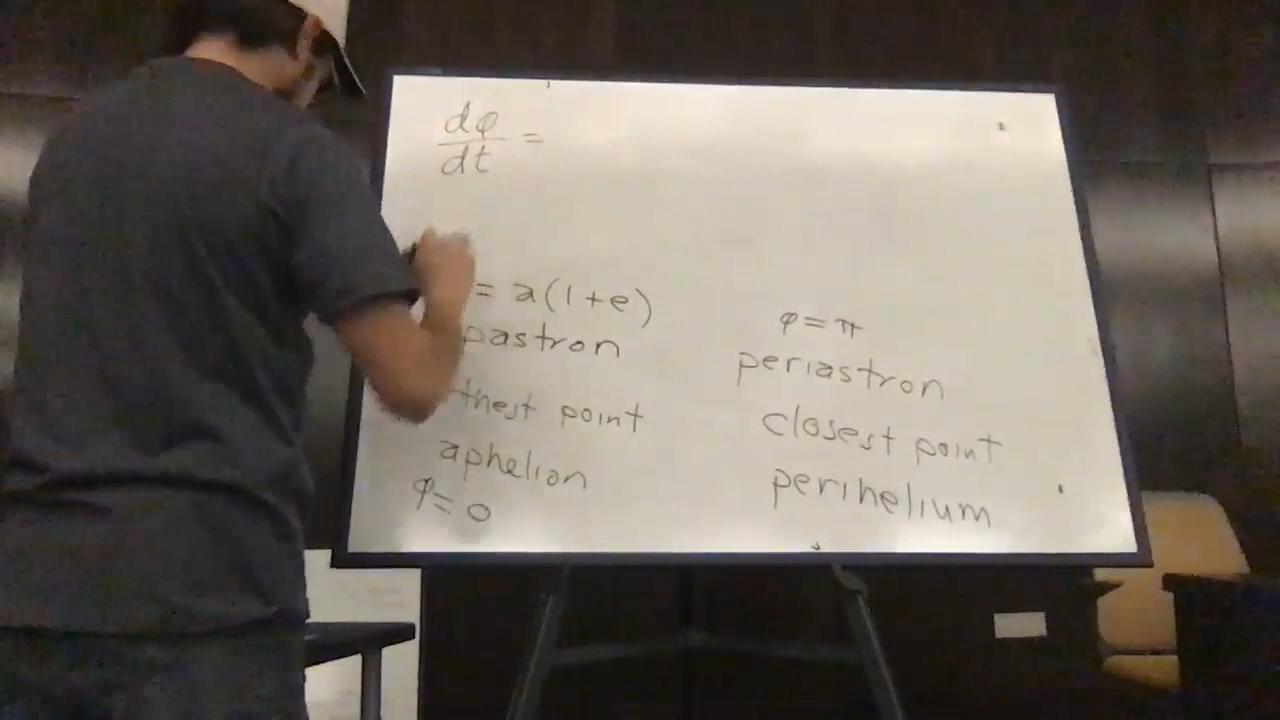 dφ/dt =
= a(1+e)
φ = π
pastron
periastron
thest point
closest point
aphelion
perihelium
φ = 0